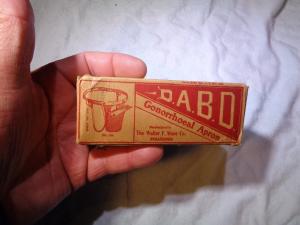 P.A.B.D
Gonorrhoeal Apron
The Walter F. Ware Co.
PHILADELPHIA